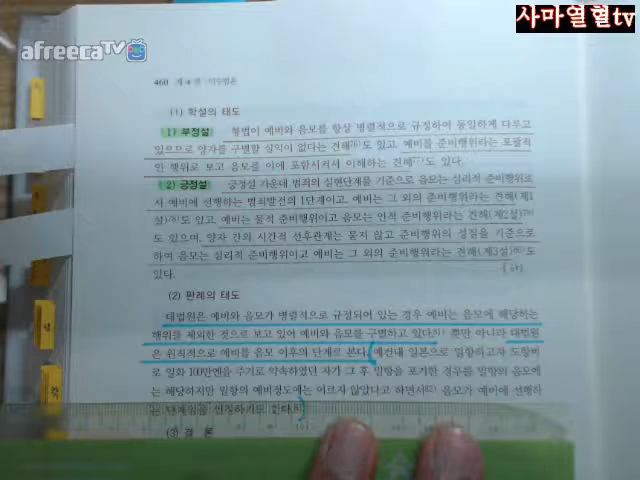 afreecaTV
사마열혈tv
460 제 4 편 미수범론
(1) 학설의 태도
1) 부정설 형법이 예비와 음모를 항상 병렬적으로 규정하여 동일하게 다루고
있으므로 양자를 구별할 실익이 없다는 견해76)도 있고, 예비를 준비행위라는 포괄적
인 행위로 보고 음모를 이에 포함시켜서 이해하는 견해77)도 있다.
2) 긍정설 긍정설 가운데 범죄의 실현단계를 기준으로 음모는 심리적 준비행위로
서 예비에 선행하는 범죄발전의 1단계이고, 예비는 그 외의 준비행위라는 견해(제1
설)78)도 있고, 예비는 물적 준비행위이고 음모는 인적 준비행위라는 견해(제2설)79)
도 있으며, 양자 간의 시간적 선후관계는 묻지 않고 준비행위의 성질을 기준으로
하여 음모는 심리적 준비행위이고 예비는 그 외의 준비행위라는 견해(제3설)80)도
있다.
(2) 판례의 태도
대법원은 예비와 음모가 병렬적으로 규정되어 있는 경우 예비는 음모에 해당하는
행위를 제외한 것으로 보고 있어 예비와 음모를 구별하고 있다.81) 뿐만 아니라 대법원
은 원칙적으로 예비를 음모 이후의 단계로 본다. (예컨대 일본으로 밀항하고자 도항비
로 일화 100만엔을 주기로 약속하였던 자가 그 후 밀항을 포기한 경우를 밀항의 음모에
는 해당하지만 밀항의 예비정도에는 이르지 않았다고 하면서82) 음모가 예비에 선행하
는 단계임을 인정하기도 한다.)
(3) 결 론
각